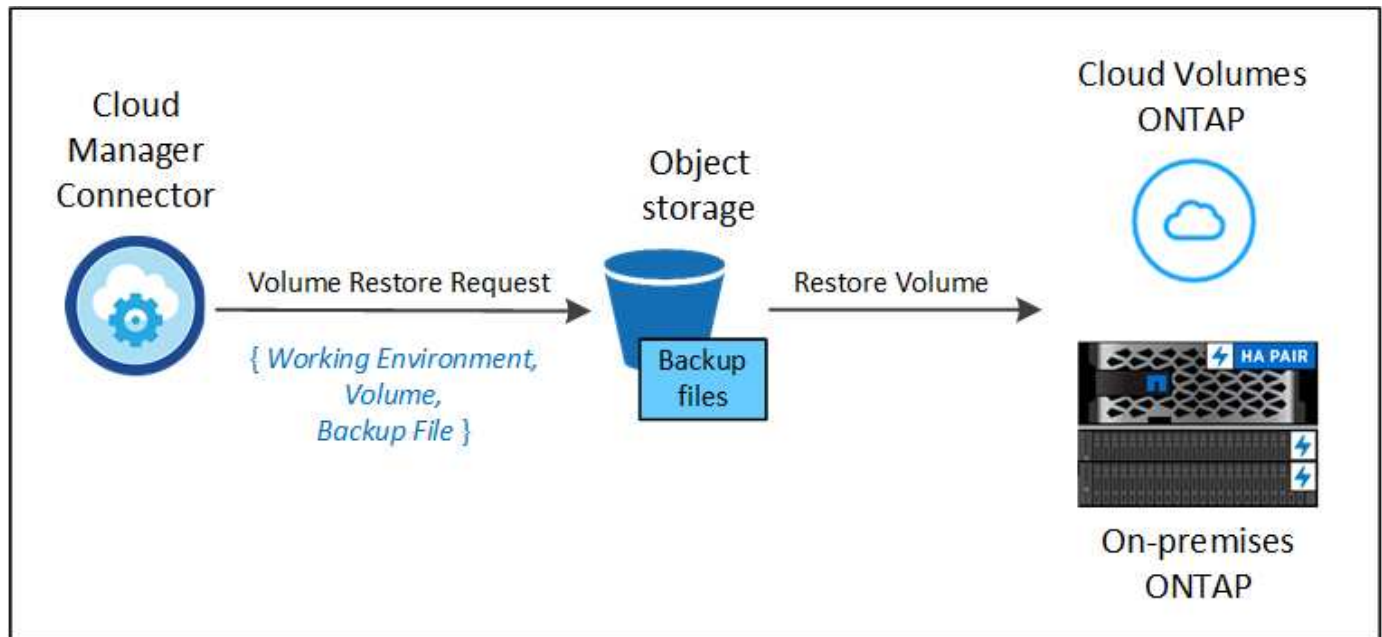 Cloud
Manager
Connector
Volume Restore Request
{ Working Environment,
Volume,
Backup File }
Object
storage
Backup
files
Restore Volume
Cloud Volumes
ONTAP
HA PAIR
On-premises
ONTAP